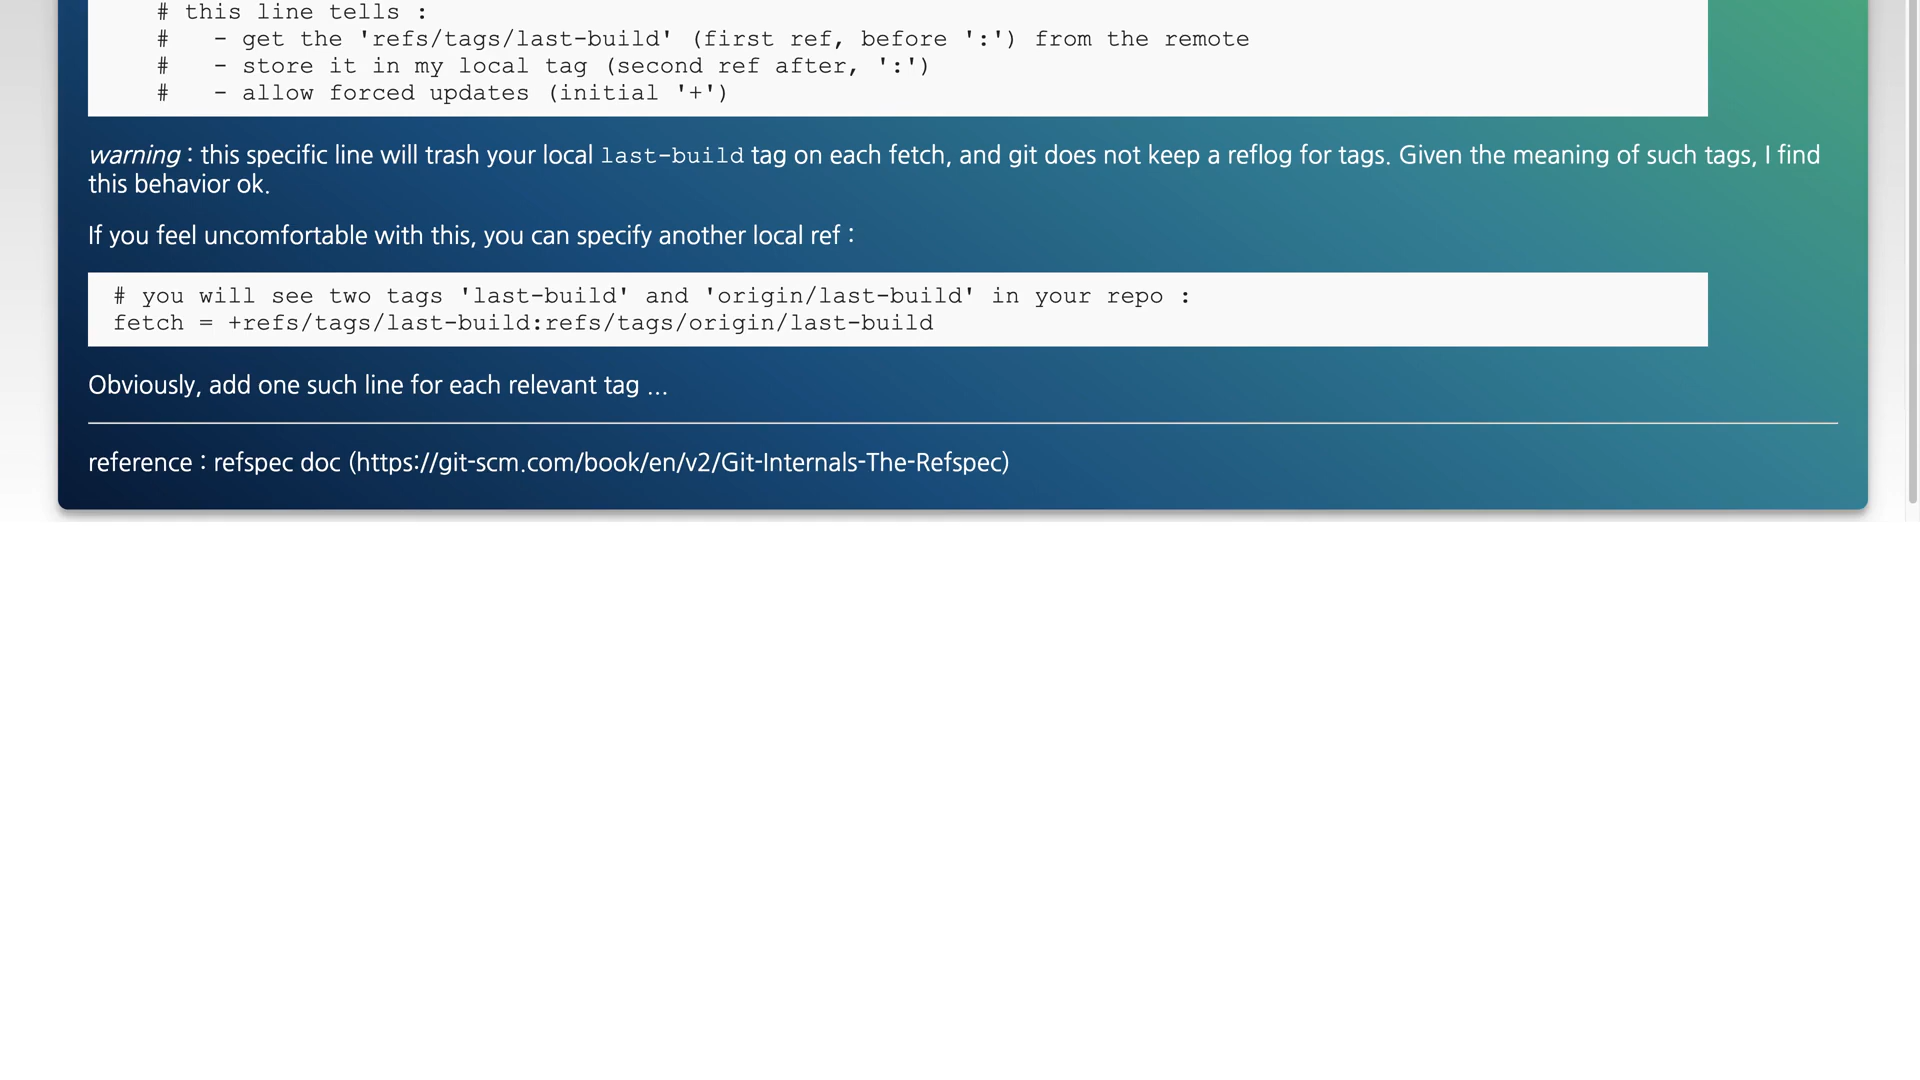 # this line tells :
#   - get the 'refs/tags/last-build' (first ref, before ':') from the remote
#   - store it in my local tag (second ref after, ':')
#   - allow forced updates (initial '+')
warning : this specific line will trash your local last-build tag on each fetch, and git does not keep a reflog for tags. Given the meaning of such tags, I find
this behavior ok.
If you feel uncomfortable with this, you can specify another local ref :
# you will see two tags 'last-build' and 'origin/last-build' in your repo :
fetch = +refs/tags/last-build:refs/tags/origin/last-build
Obviously, add one such line for each relevant tag ...
reference : refspec doc (https://git-scm.com/book/en/v2/Git-Internals-The-Refspec)